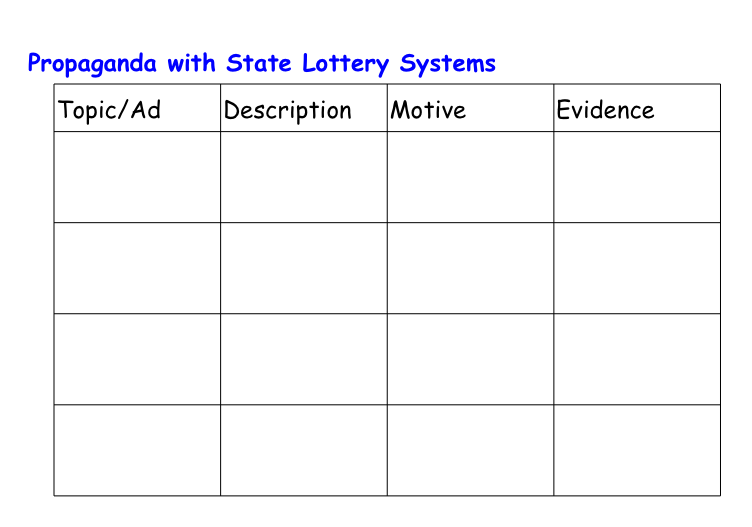 Propaganda with State Lottery Systems
Topic/Ad Description Motive Evidence